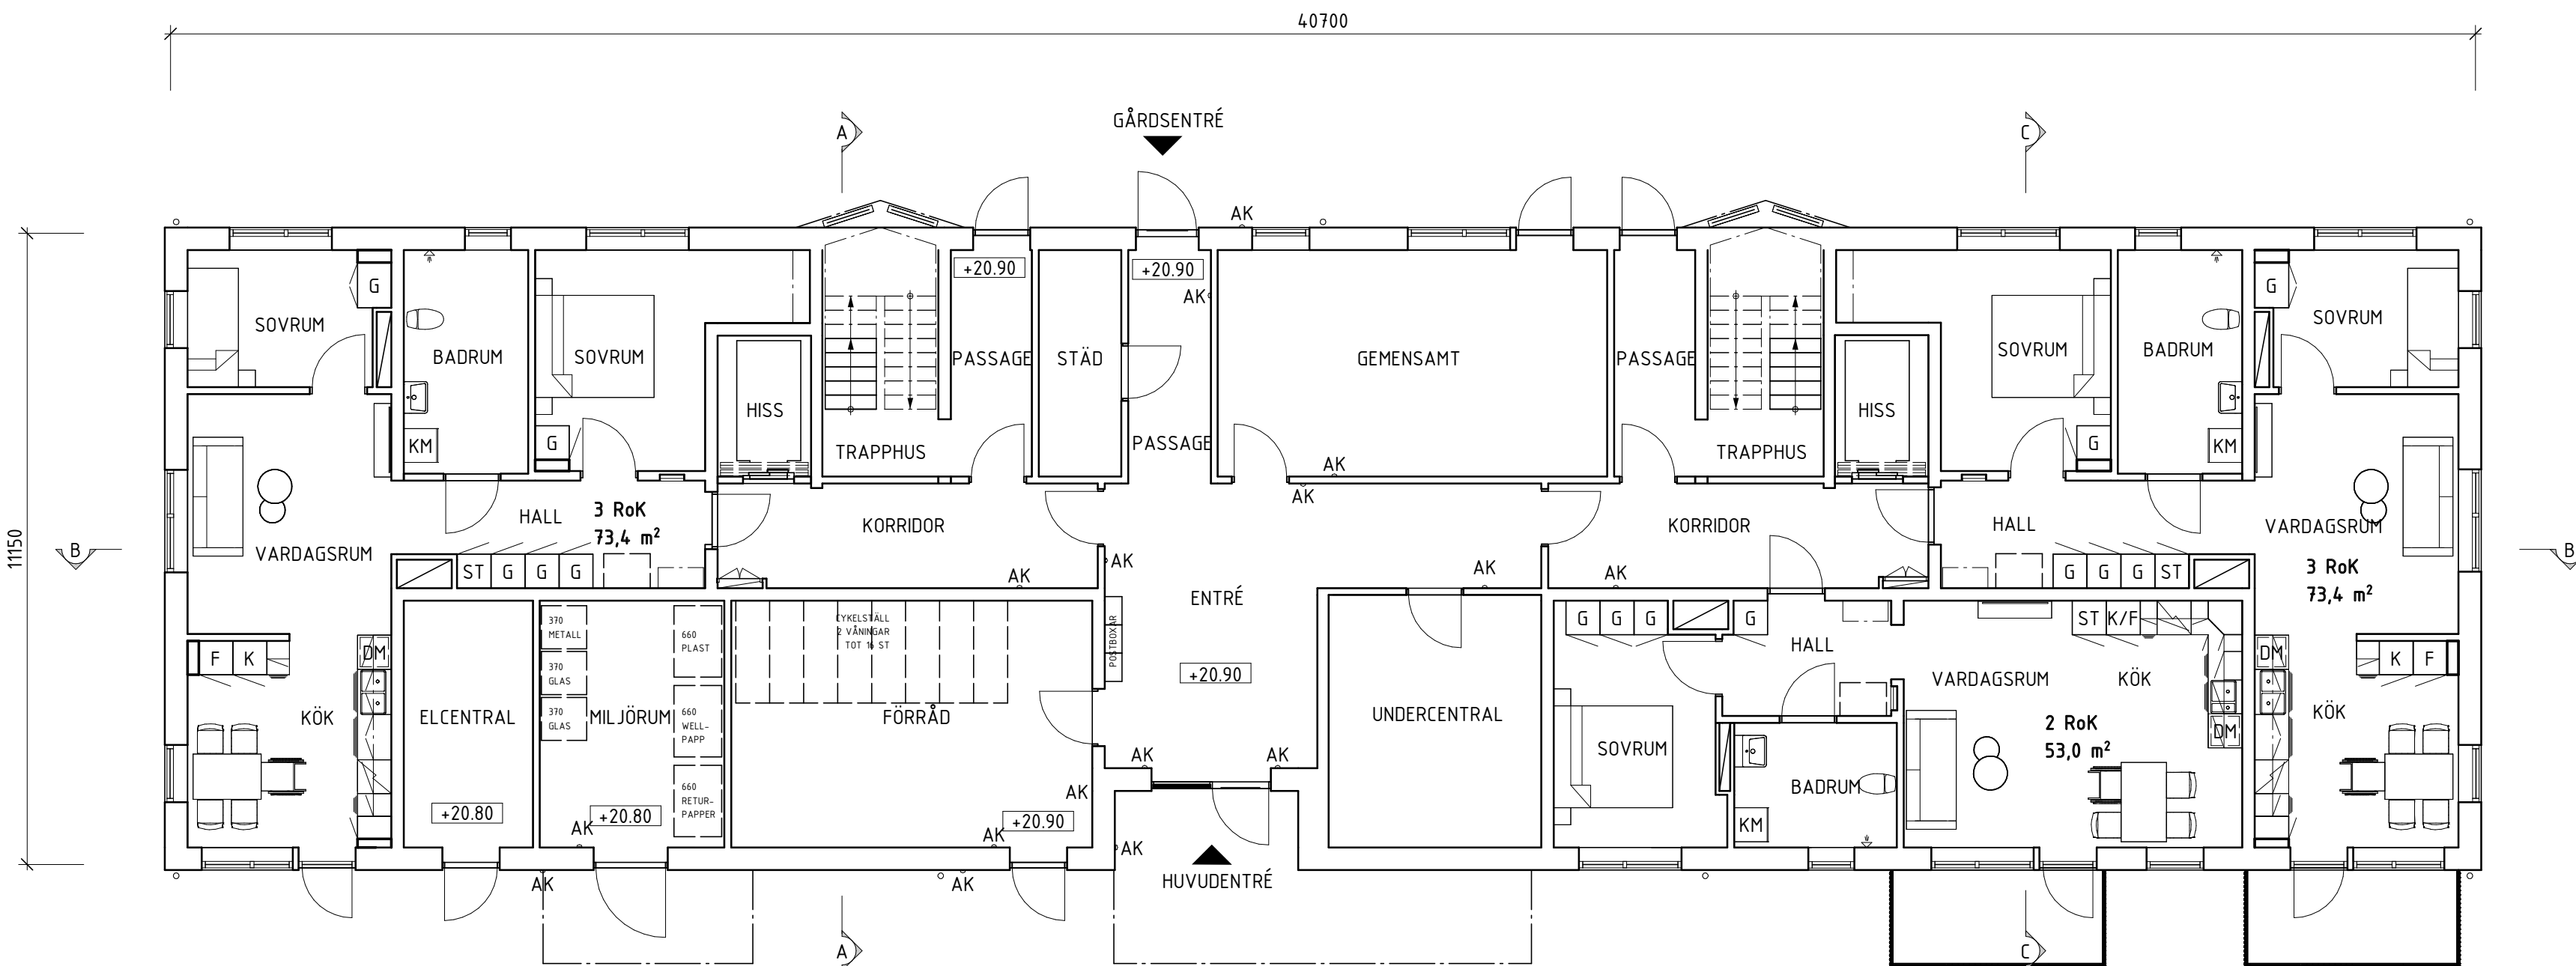 40700
GÅRDSENTRÉ
A
C
AK
11150
+20.90
+20.90
G
AK
G
SOVRUM
SOVRUM
BADRUM
SOVRUM
PASSAGE
STÄD
GEMENSAMT
PASSAGE
SOVRUM
BADRUM
HISS
HISS
KM
G
TRAPPHUS
PASSAGE
TRAPPHUS
G
KM
AK
AK
HALL
3 RoK
73,4 m²
KORRIDOR
KORRIDOR
HALL
VARDAGSRUM
VARDAGSRUM
B
B
ST
G
G
G
AK
AK
AK
AK
G
G
G
ST
3 RoK
73,4 m²
ENTRÉ
370
METALL
660
PLAST
CYKELSTÄLL
2 VÅNINGAR
TOT 16 ST
POSTBOXAR
G
G
G
G
ST
K/F
HALL
F
K
DM
370
GLAS
DM
K
F
+20.90
VARDAGSRUM
KÖK
KÖK
ELCENTRAL
370
GLAS
MILJÖRUM
660
WELL-
PAPP
FÖRRÅD
UNDERCENTRAL
KÖK
2 RoK
53,0 m²
DM
SOVRUM
AK
AK
BADRUM
660
RETUR-
PAPPER
AK
+20.80
+20.80
+20.90
KM
AK
AK
AK
HUVUDENTRÉ
AK
AK
A
C